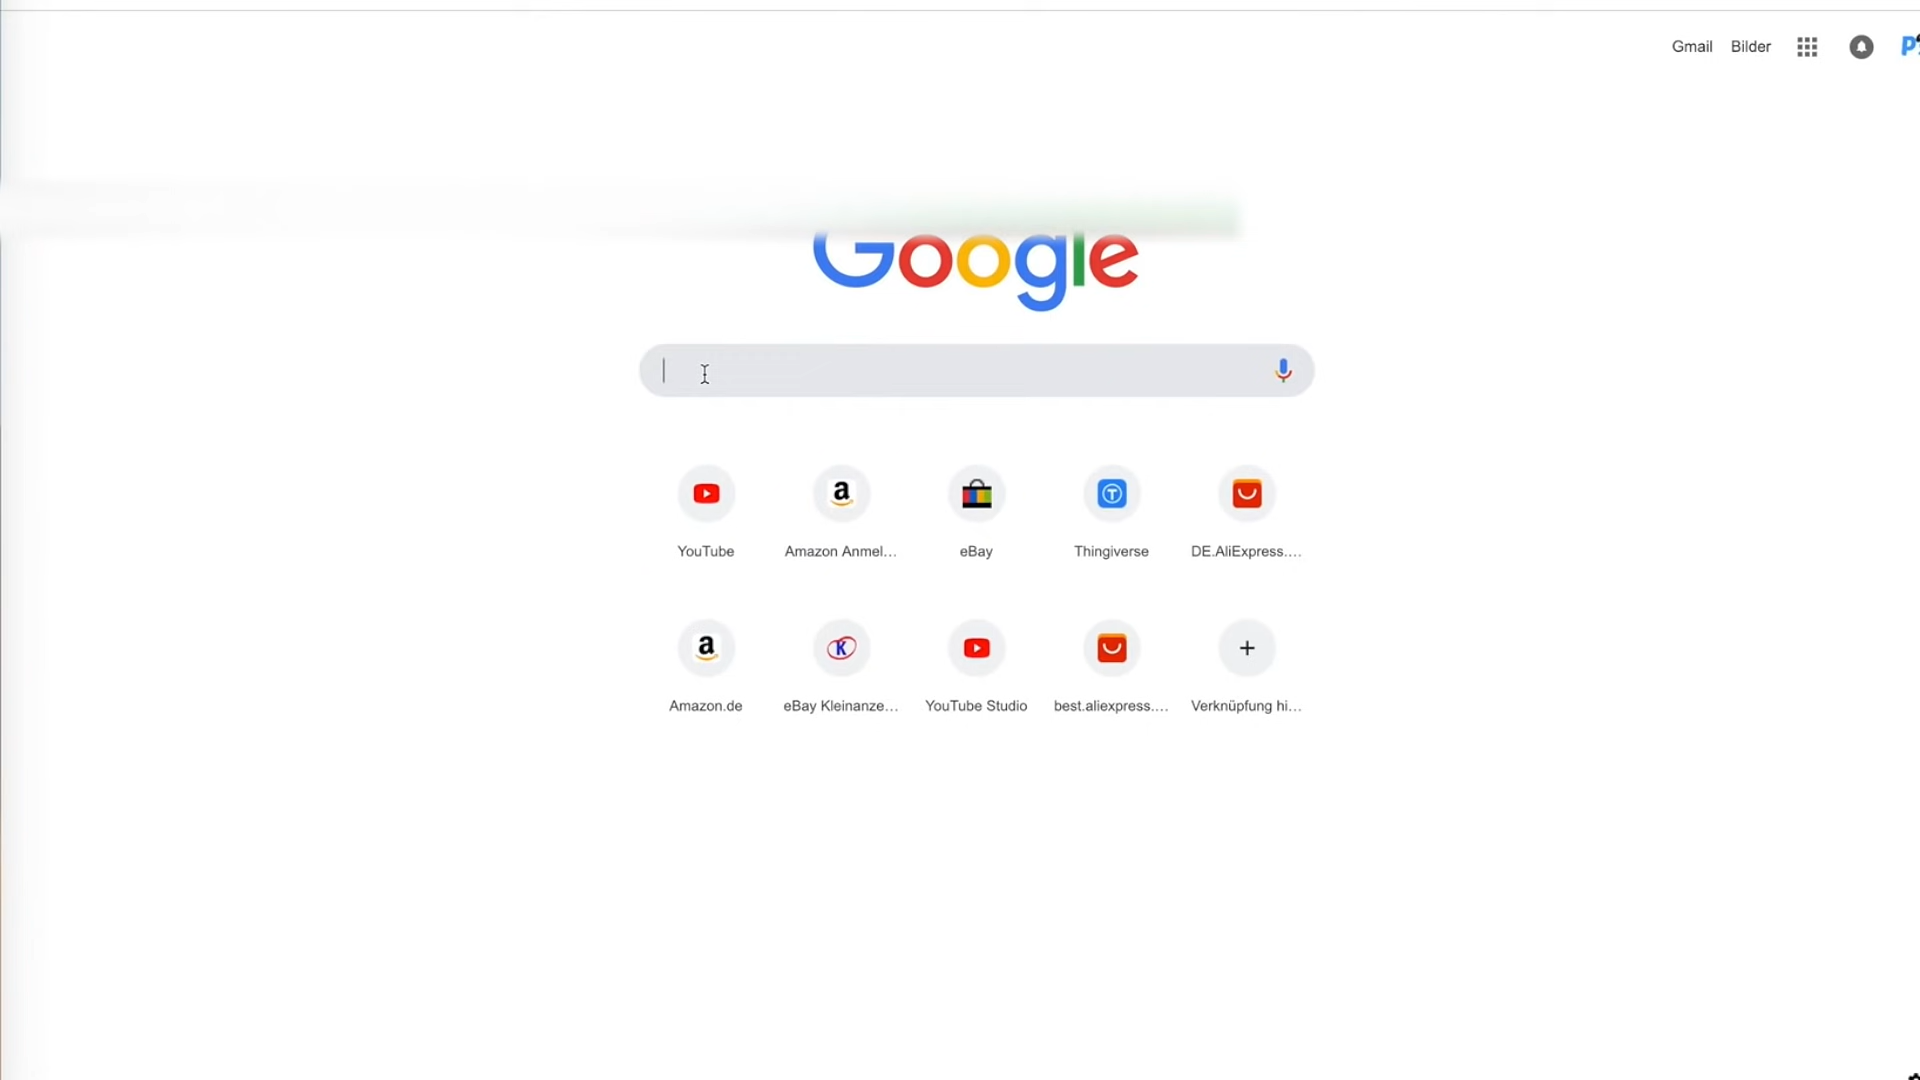 Gmail Bilder
Google
YouTube Amazon Anmel... eBay Thingiverse DE.AliExpress....
Amazon.de eBay Kleinanze... YouTube Studio best.aliexpress.... Verknüpfung hi...